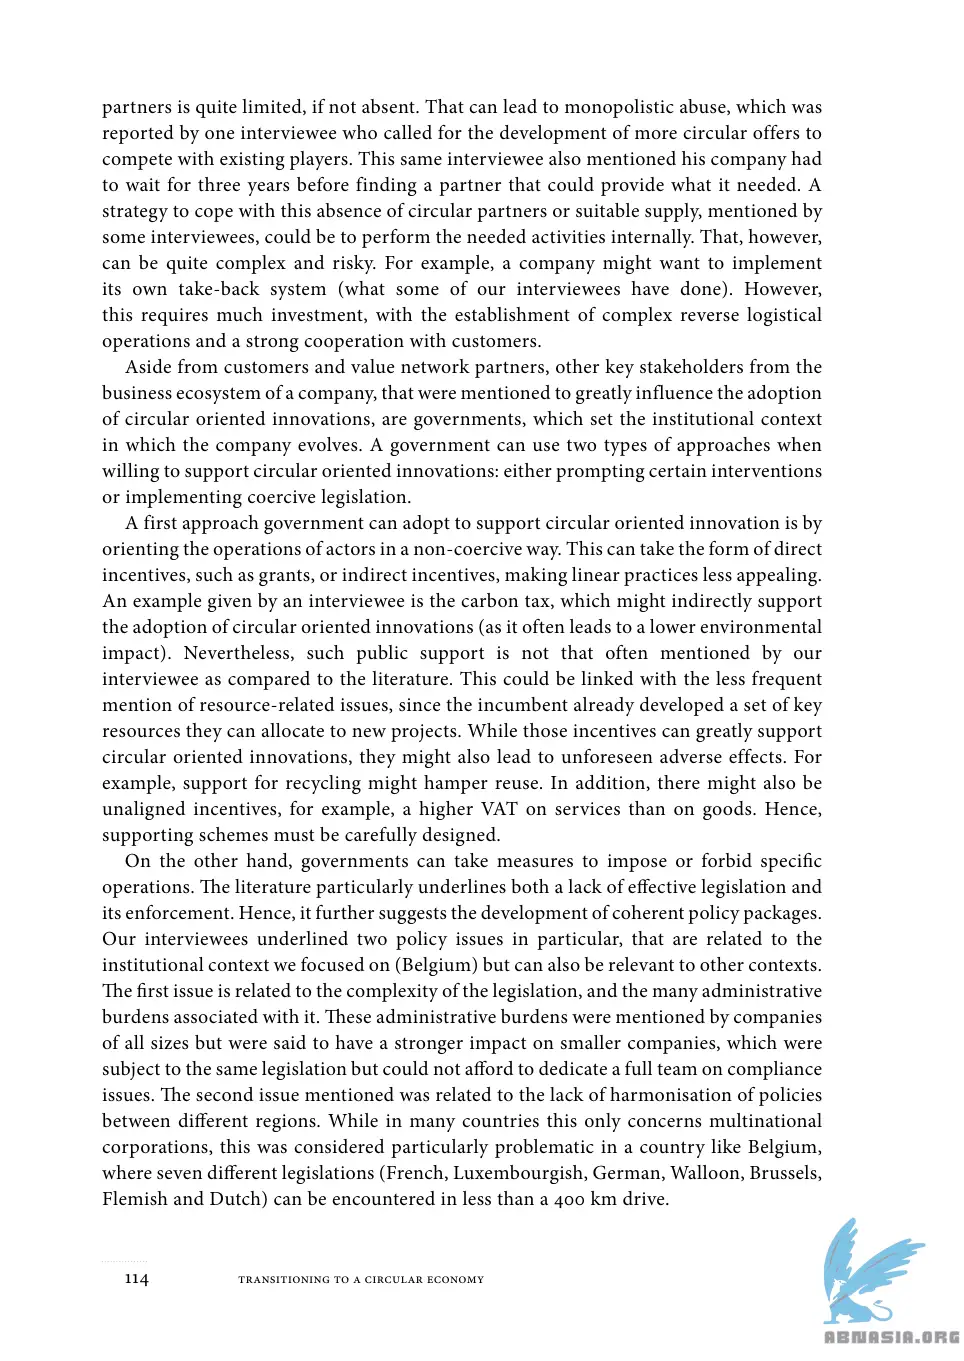 partners is quite limited, if not absent. That can lead to monopolistic abuse, which was
reported by one interviewee who called for the development of more circular offers to
compete with existing players. This same interviewee also mentioned his company had
to wait for three years before finding a partner that could provide what it needed. A
strategy to cope with this absence of circular partners or suitable supply, mentioned by
some interviewees, could be to perform the needed activities internally. That, however,
can be quite complex and risky. For example, a company might want to implement
its own take-back system (what some of our interviewees have done). However,
this requires much investment, with the establishment of complex reverse logistical
operations and a strong cooperation with customers.
Aside from customers and value network partners, other key stakeholders from the
business ecosystem of a company, that were mentioned to greatly influence the adoption
of circular oriented innovations, are governments, which set the institutional context
in which the company evolves. A government can use two types of approaches when
willing to support circular oriented innovations: either prompting certain interventions
or implementing coercive legislation.
A first approach government can adopt to support circular oriented innovation is by
orienting the operations of actors in a non-coercive way. This can take the form of direct
incentives, such as grants, or indirect incentives, making linear practices less appealing.
An example given by an interviewee is the carbon tax, which might indirectly support
the adoption of circular oriented innovations (as it often leads to a lower environmental
impact). Nevertheless, such public support is not that often mentioned by our
interviewee as compared to the literature. This could be linked with the less frequent
mention of resource-related issues, since the incumbent already developed a set of key
resources they can allocate to new projects. While those incentives can greatly support
circular oriented innovations, they might also lead to unforeseen adverse effects. For
example, support for recycling might hamper reuse. In addition, there might also be
unaligned incentives, for example, a higher VAT on services than on goods. Hence,
supporting schemes must be carefully designed.
On the other hand, governments can take measures to impose or forbid specific
operations. The literature particularly underlines both a lack of effective legislation and
its enforcement. Hence, it further suggests the development of coherent policy packages.
Our interviewees underlined two policy issues in particular, that are related to the
institutional context we focused on (Belgium) but can also be relevant to other contexts.
The first issue is related to the complexity of the legislation, and the many administrative
burdens associated with it. These administrative burdens were mentioned by companies
of all sizes but were said to have a stronger impact on smaller companies, which were
subject to the same legislation but could not afford to dedicate a full team on compliance
issues. The second issue mentioned was related to the lack of harmonisation of policies
between different regions. While in many countries this only concerns multinational
corporations, this was considered particularly problematic in a country like Belgium,
where seven different legislations (French, Luxembourgish, German, Walloon, Brussels,
Flemish and Dutch) can be encountered in less than a 400 km drive.
114 TRANSITIONING TO A CIRCULAR ECONOMY
ABNASIA.ORG